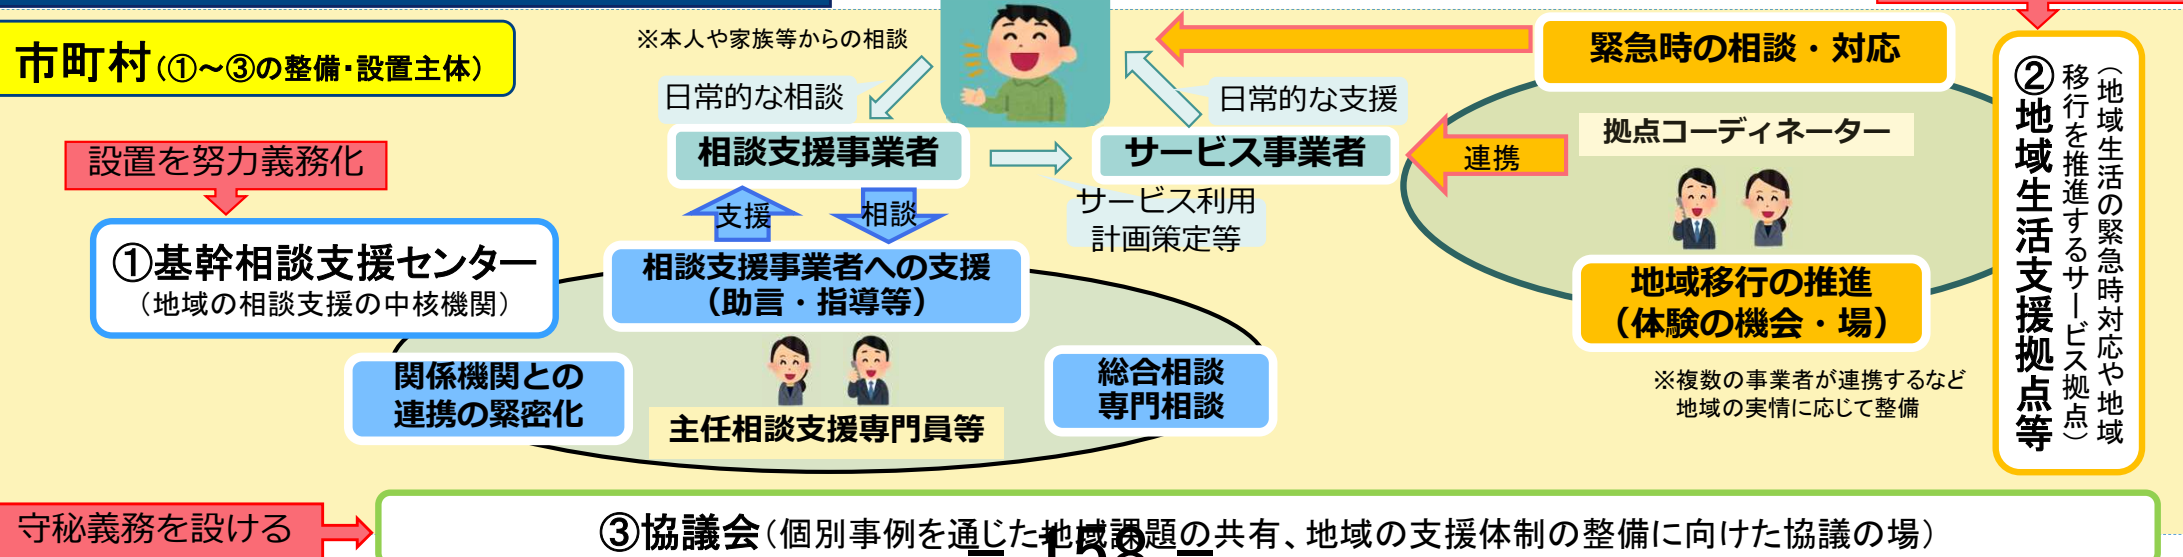 市町村(①～③の整備・設置主体)
※本人や家族等からの相談
日常的な相談
日常的な支援
緊急時の相談・対応
拠点コーディネーター
設置を努力義務化
相談支援事業者
サービス事業者
連携
サービス利用
計画策定等
支援
相談
①基幹相談支援センター
(地域の相談支援の中核機関)
相談支援事業者への支援
(助言・指導等)
関係機関との
連携の緊密化
主任相談支援専門員等
総合相談
専門相談
地域移行の推進
(体験の機会・場)
※複数の事業者が連携するなど
地域の実情に応じて整備
②地域生活支援拠点等
(地域生活の緊急時対応や地域
移行を推進するサービス拠点)
守秘義務を設ける
③協議会(個別事例を通じた地域課題の共有、地域の支援体制の整備に向けた協議の場)
- 158 -